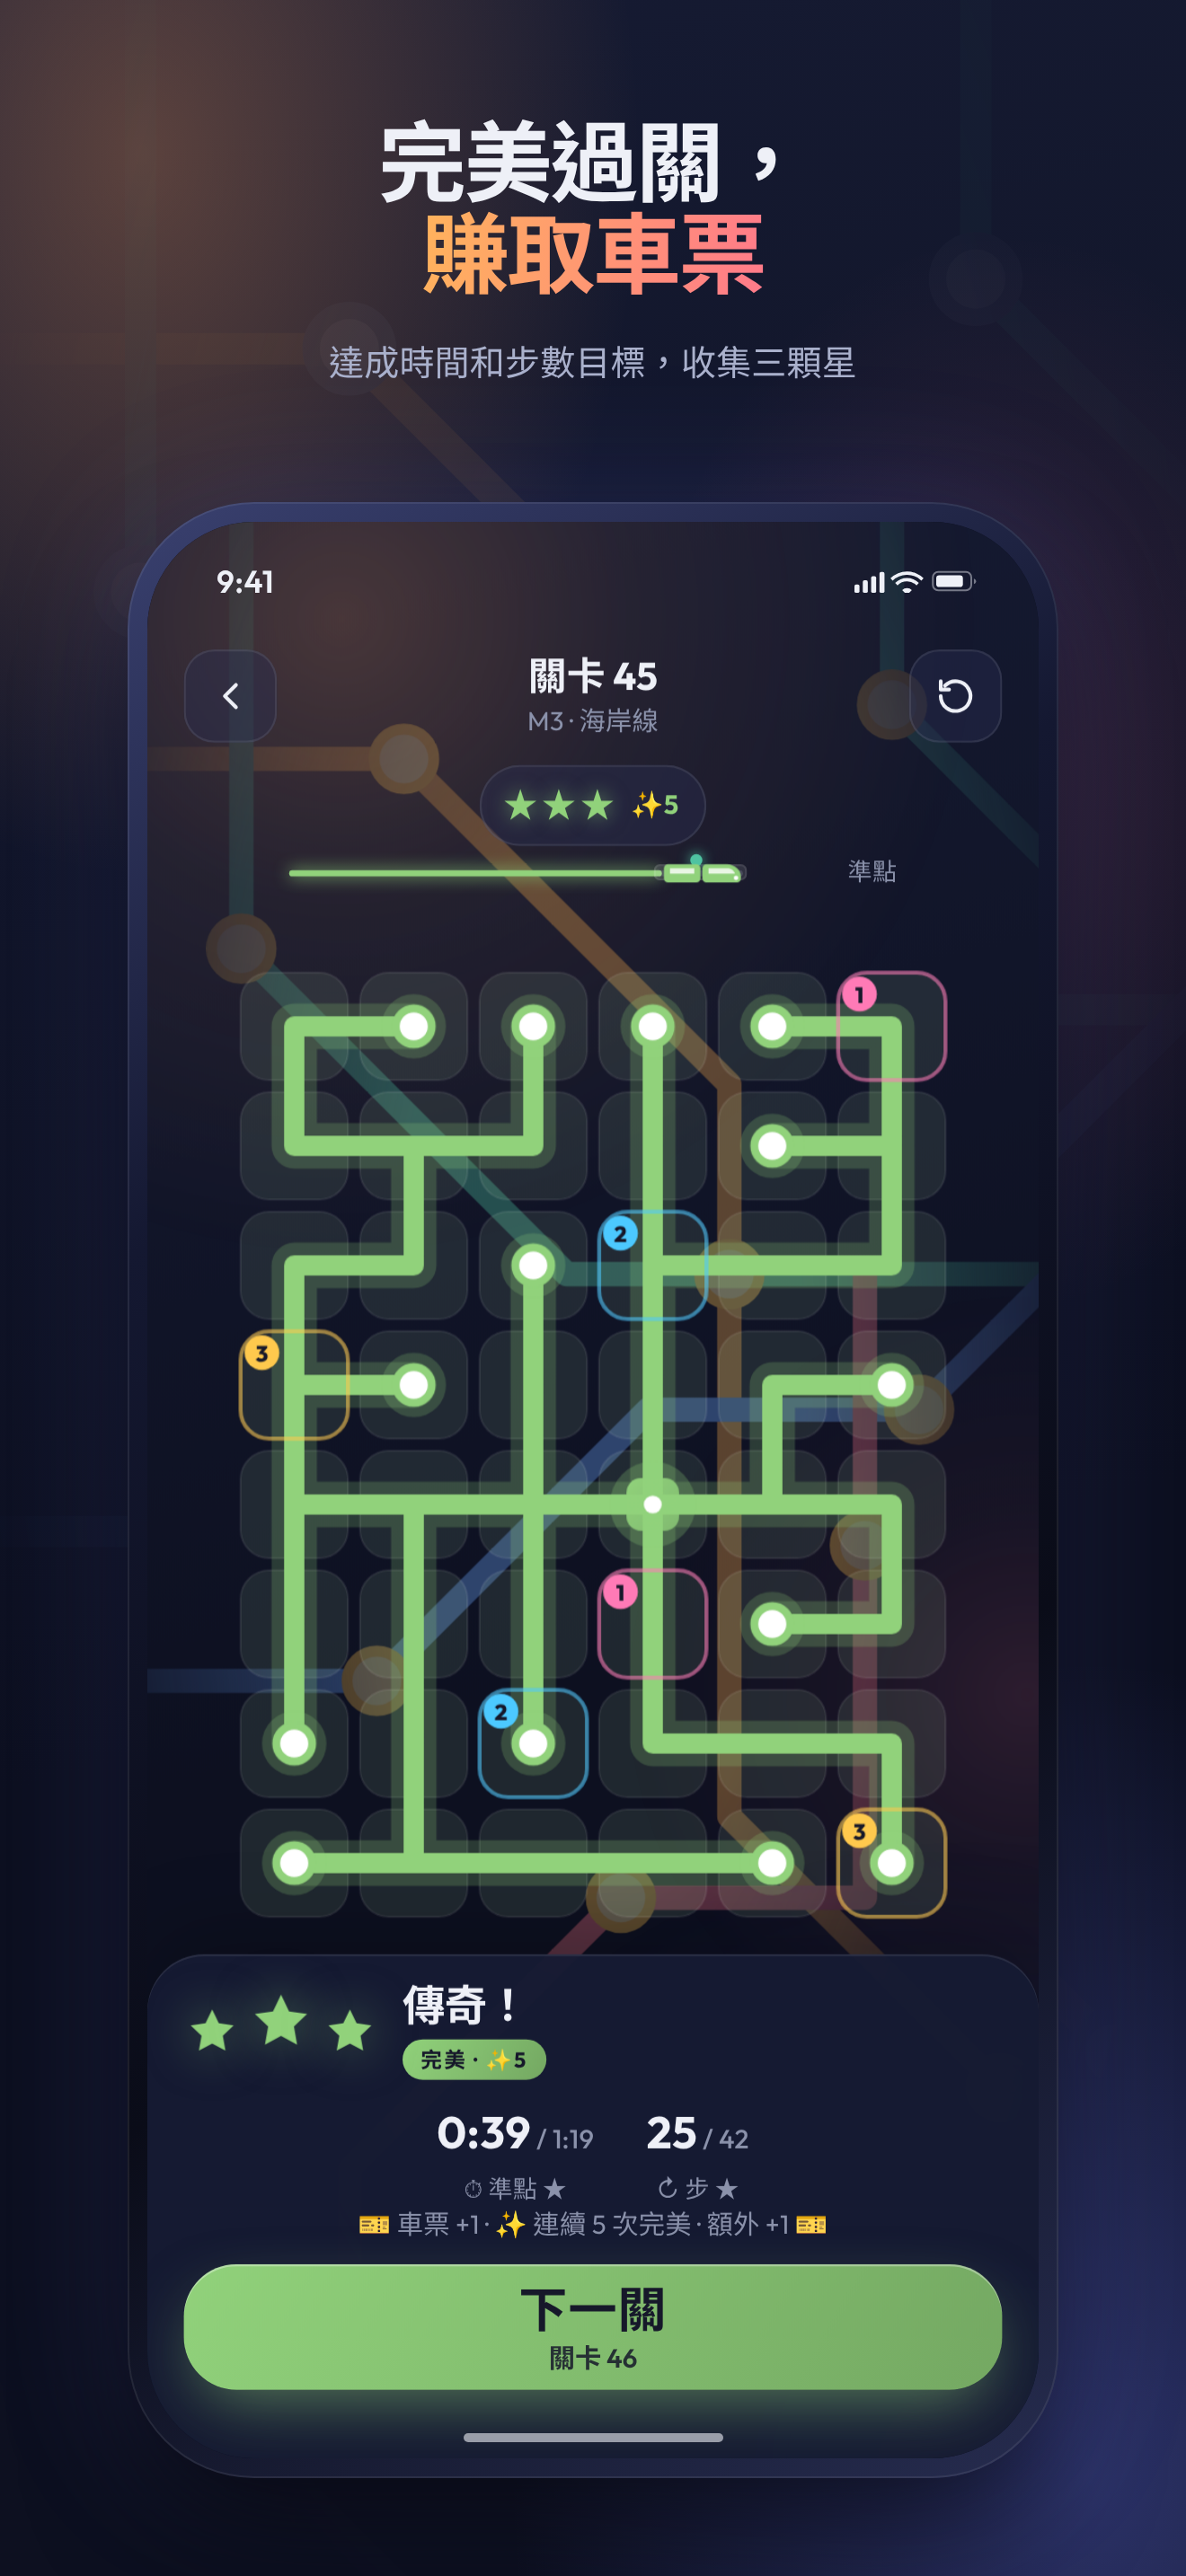 完美過關，
賺取車票
達成時間和步數目標，收集三顆星
9:41
關卡 45
M3 · 海岸線
★★★ ✨5
準點
1
2
3
1
2
3
傳奇！
完美 · ✨5
0:39 / 1:19 25 / 42
⏱ 準點 ★ ↻ 步 ★
🎫 車票 +1 · ✨ 連續 5 次完美 · 額外 +1 🎫
下一關
關卡 46